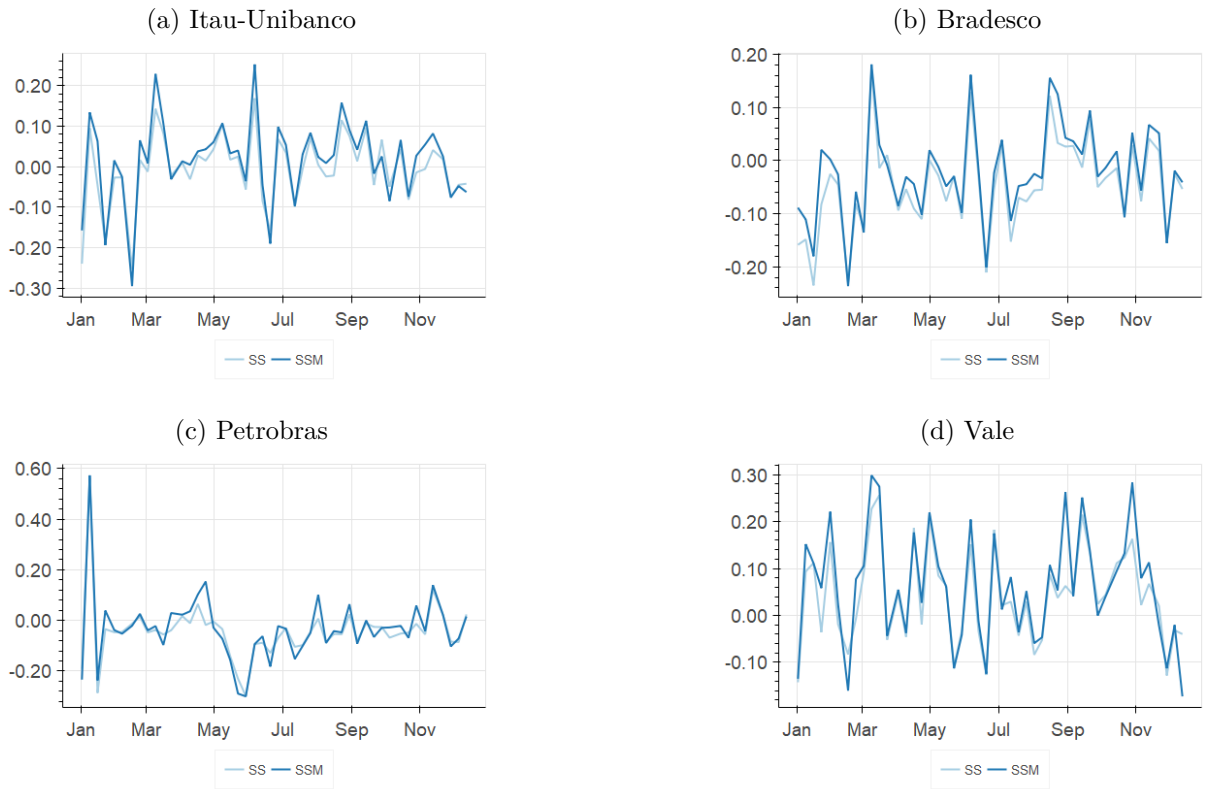 (a) Itau-Unibanco
0.20
0.10
0.00
-0.10
-0.20
-0.30
Jan Mar May Jul Sep Nov
SS SSM
(b) Bradesco
0.20
0.10
0.00
-0.10
-0.20
Jan Mar May Jul Sep Nov
SS SSM
(c) Petrobras
0.60
0.40
0.20
0.00
-0.20
Jan Mar May Jul Sep Nov
SS SSM
(d) Vale
0.30
0.20
0.10
0.00
-0.10
Jan Mar May Jul Sep Nov
SS SSM